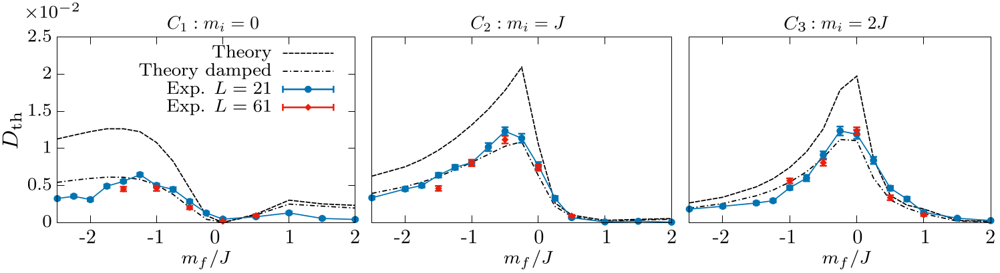 ×10⁻²
C₁ : mᵢ = 0
C₂ : mᵢ = J
C₃ : mᵢ = 2J
2.5
2
1.5
1
0.5
0
D_th
Theory
Theory damped
Exp. L = 21
Exp. L = 61
-2 -1 0 1 2
-2 -1 0 1 2
-2 -1 0 1 2
m_f/J
m_f/J
m_f/J